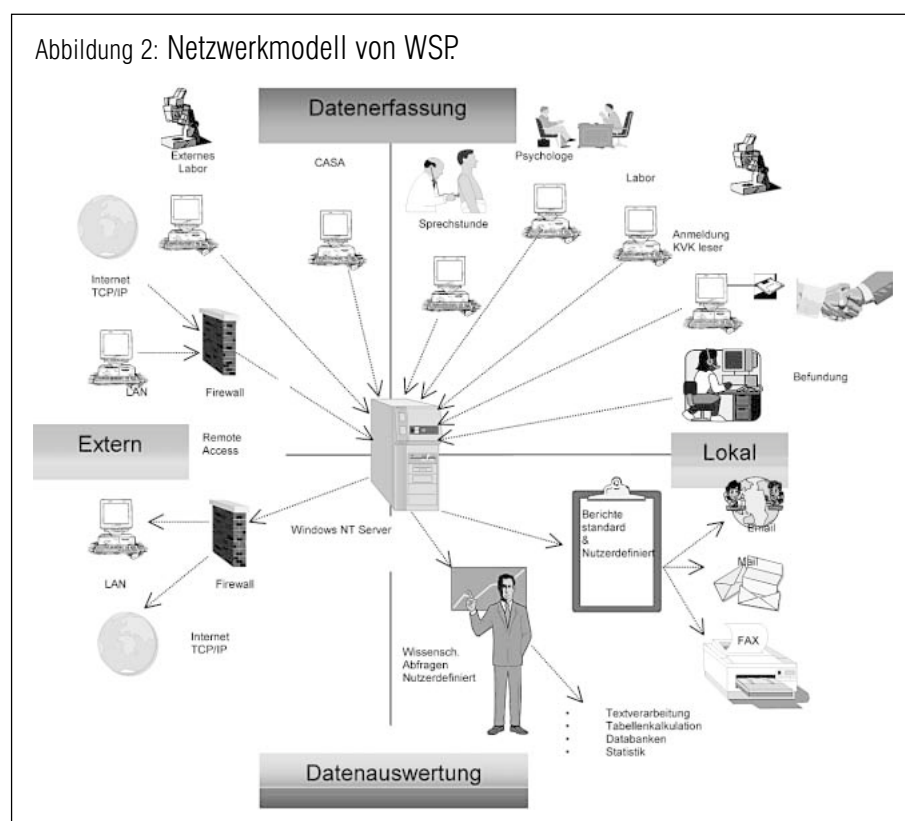 Abbildung 2: Netzwerkmodell von WSP.
Datenerfassung
Externes
Labor
CASA
Psychologe
Labor
Sprechstunde
Anmeldung
KVK leser
Internet
TCP/IP
LAN
Firewall
Befundung
Extern
Remote
Access
Lokal
Windows NT Server
Berichte
standard
&
Nutzerdefiniert
Email
Mail
FAX
LAN
Firewall
Internet
TCP/IP
Wissensch.
Abfragen
Nutzerdefiniert
• Textverarbeitung
• Tabellenkalkulation
• Databanken
• Statistik
Datenauswertung